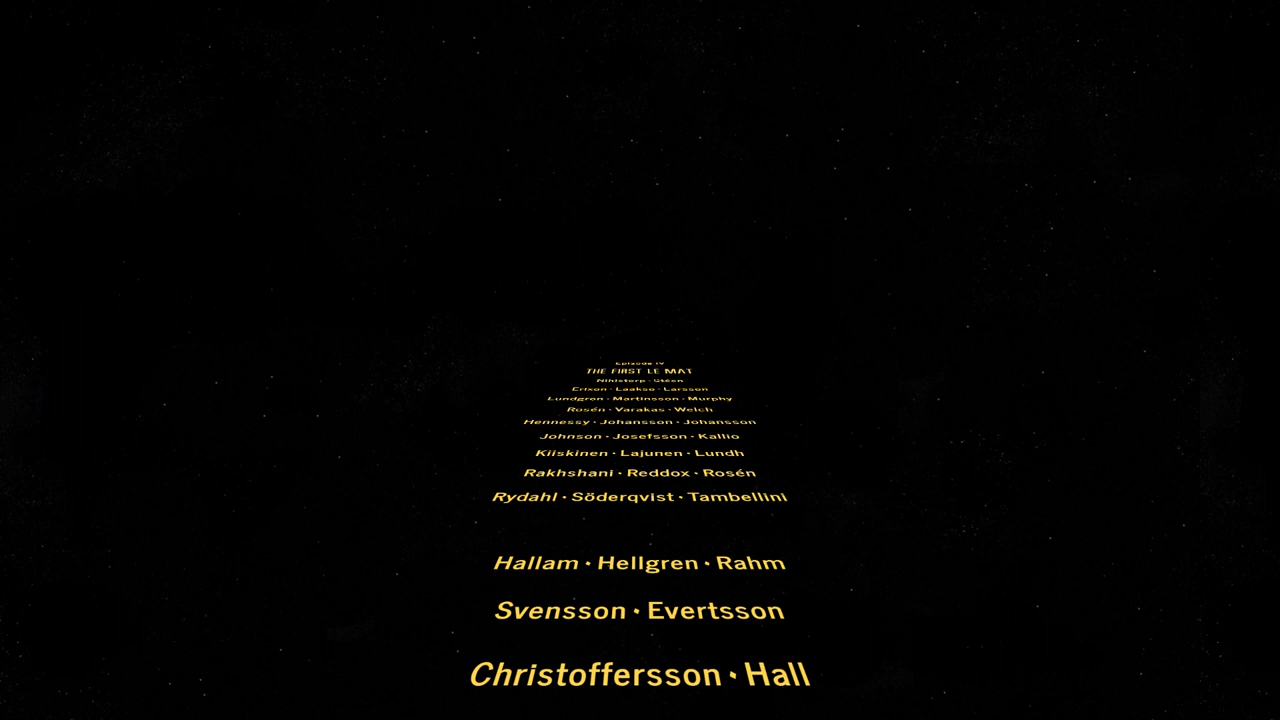 Episode IV
THE FIRST LE MAT
Nihlstorp · Stéen
Erixon · Laakso · Larsson
Lundgren · Martinsson · Murphy
Rosén · Varakas · Welch
Hennessy · Johansson · Johansson
Johnson · Josefsson · Kallio
Kiiskinen · Lajunen · Lundh
Rakhshani · Reddox · Rosén
Rydahl · Söderqvist · Tambellini
Hallam · Hellgren · Rahm
Svensson · Evertsson
Christoffersson · Hall